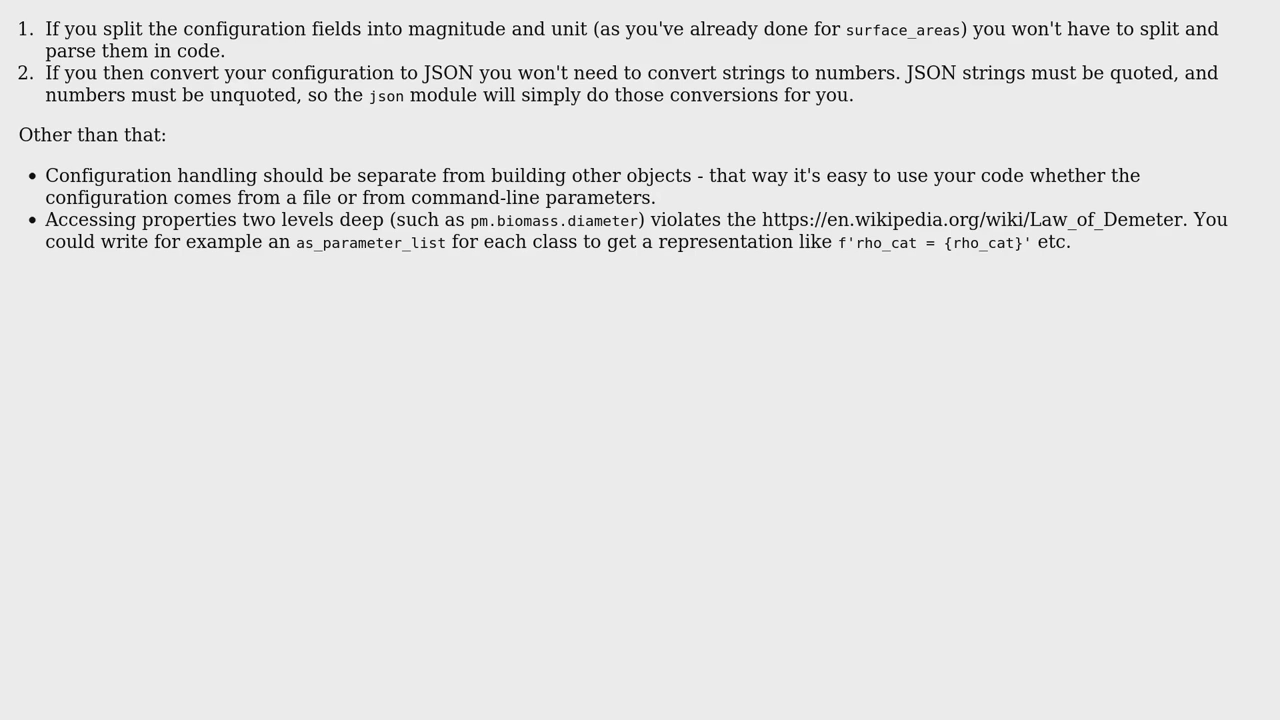 1. If you split the configuration fields into magnitude and unit (as you've already done for surface_areas) you won't have to split and
parse them in code.
2. If you then convert your configuration to JSON you won't need to convert strings to numbers. JSON strings must be quoted, and
numbers must be unquoted, so the json module will simply do those conversions for you.
Other than that:
• Configuration handling should be separate from building other objects - that way it's easy to use your code whether the
configuration comes from a file or from command-line parameters.
• Accessing properties two levels deep (such as pm.biomass.diameter) violates the https://en.wikipedia.org/wiki/Law_of_Demeter. You
could write for example an as_parameter_list for each class to get a representation like f'rho_cat = {rho_cat}' etc.